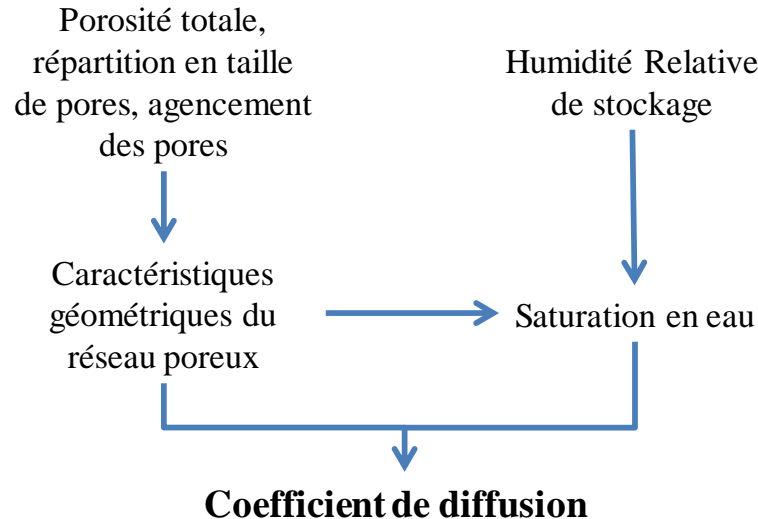 Porosité totale,
répartition en taille
de pores, agencement
des pores
Humidité Relative
de stockage
Caractéristiques
géométriques du
réseau poreux
Saturation en eau
Coefficient de diffusion